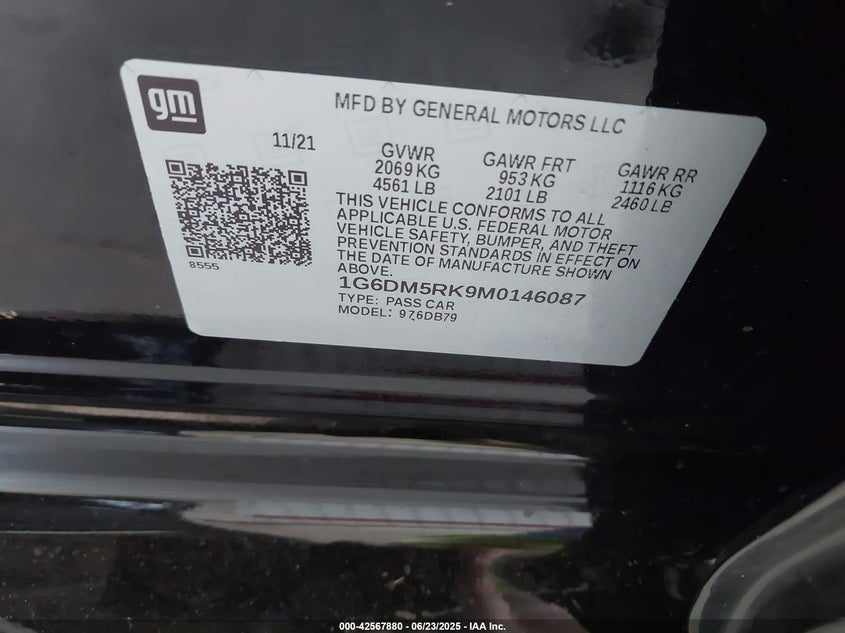 gm
MFD BY GENERAL MOTORS LLC
11/21
GVWR
2069 KG
4561 LB
GAWR FRT
953 KG
2101 LB
GAWR RR
1116 KG
2460 LB
THIS VEHICLE CONFORMS TO ALL
APPLICABLE U.S. FEDERAL MOTOR
VEHICLE SAFETY, BUMPER, AND THEFT
PREVENTION STANDARDS IN EFFECT ON
THE DATE OF MANUFACTURE SHOWN
ABOVE.
8555
1G6DM5RK9M0146087
TYPE: PASS CAR
MODEL: 976DB79
000-42567880 - 06/23/2025 - IAA Inc.